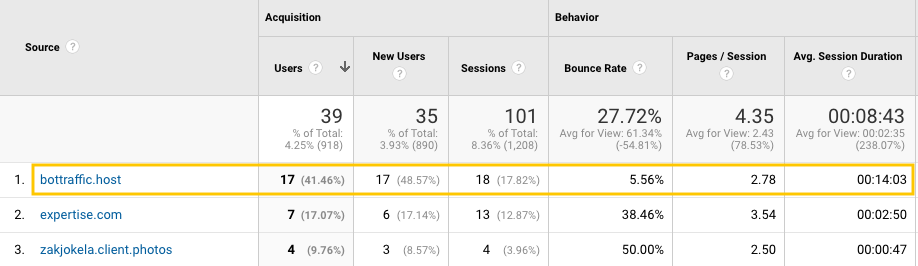 Acquisition Behavior
Source ?
Users ? ↓ New Users ? Sessions ? Bounce Rate ? Pages / Session ? Avg. Session Duration ?
39 35 101 27.72% 4.35 00:08:43
% of Total: % of Total: % of Total: Avg for View: 61.34% Avg for View: 2.43 Avg for View: 00:02:35
4.25% (918) 3.93% (890) 8.36% (1,208) (-54.81%) (78.53%) (238.07%)
1. bottraffic.host 17 (41.46%) 17 (48.57%) 18 (17.82%) 5.56% 2.78 00:14:03
2. expertise.com 7 (17.07%) 6 (17.14%) 13 (12.87%) 38.46% 3.54 00:02:50
3. zakjokela.client.photos 4 (9.76%) 3 (8.57%) 4 (3.96%) 50.00% 2.50 00:00:47